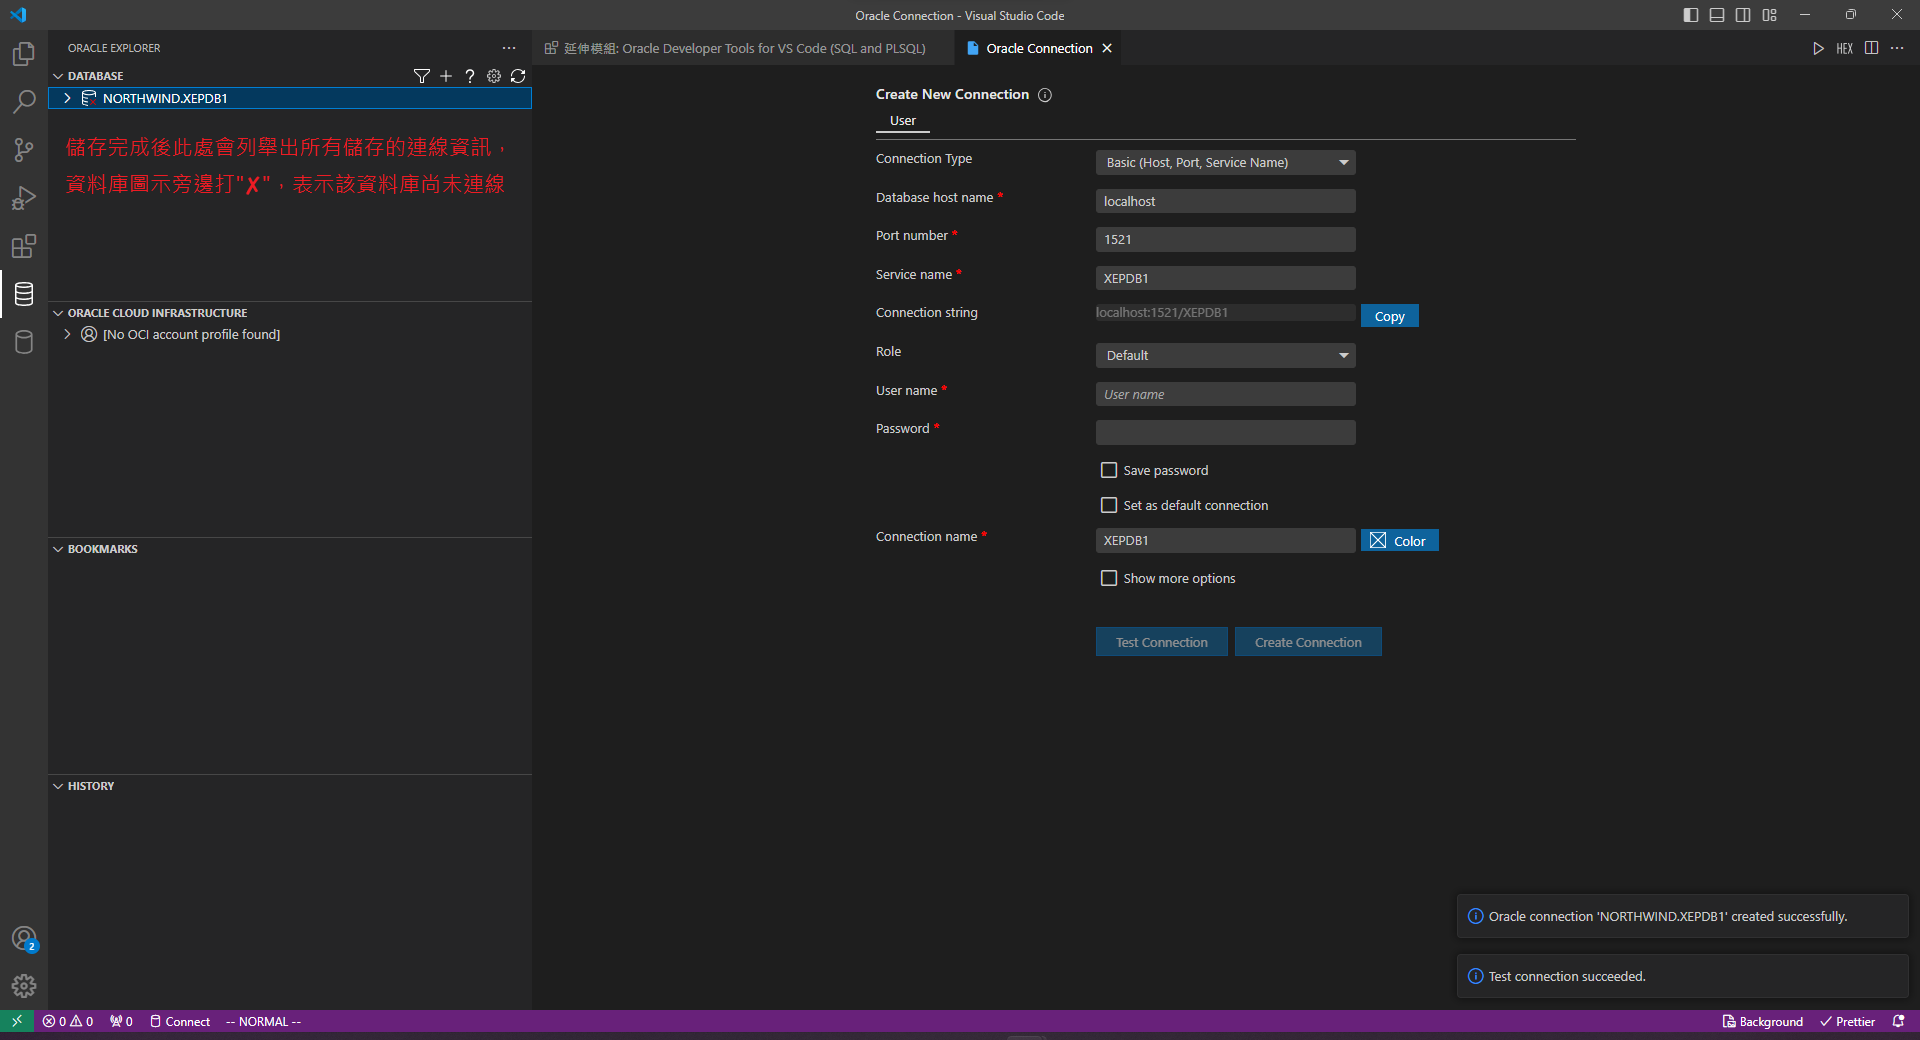 Oracle Connection - Visual Studio Code
ORACLE EXPLORER
延伸模組: Oracle Developer Tools for VS Code (SQL and PLSQL)
Oracle Connection
HEX
DATABASE
NORTHWIND.XEPDB1
儲存完成後此處會列舉出所有儲存的連線資訊，
資料庫圖示旁邊打"✘"，表示該資料庫尚未連線
ORACLE CLOUD INFRASTRUCTURE
[No OCI account profile found]
BOOKMARKS
HISTORY
Create New Connection
User
Connection Type
Basic (Host, Port, Service Name)
Database host name *
localhost
Port number *
1521
Service name *
XEPDB1
Connection string
localhost:1521/XEPDB1
Copy
Role
Default
User name *
User name
Password *
Save password
Set as default connection
Connection name *
XEPDB1
Color
Show more options
Test Connection
Create Connection
Oracle connection 'NORTHWIND.XEPDB1' created successfully.
Test connection succeeded.
2
0 0 0 Connect -- NORMAL --
Background Prettier